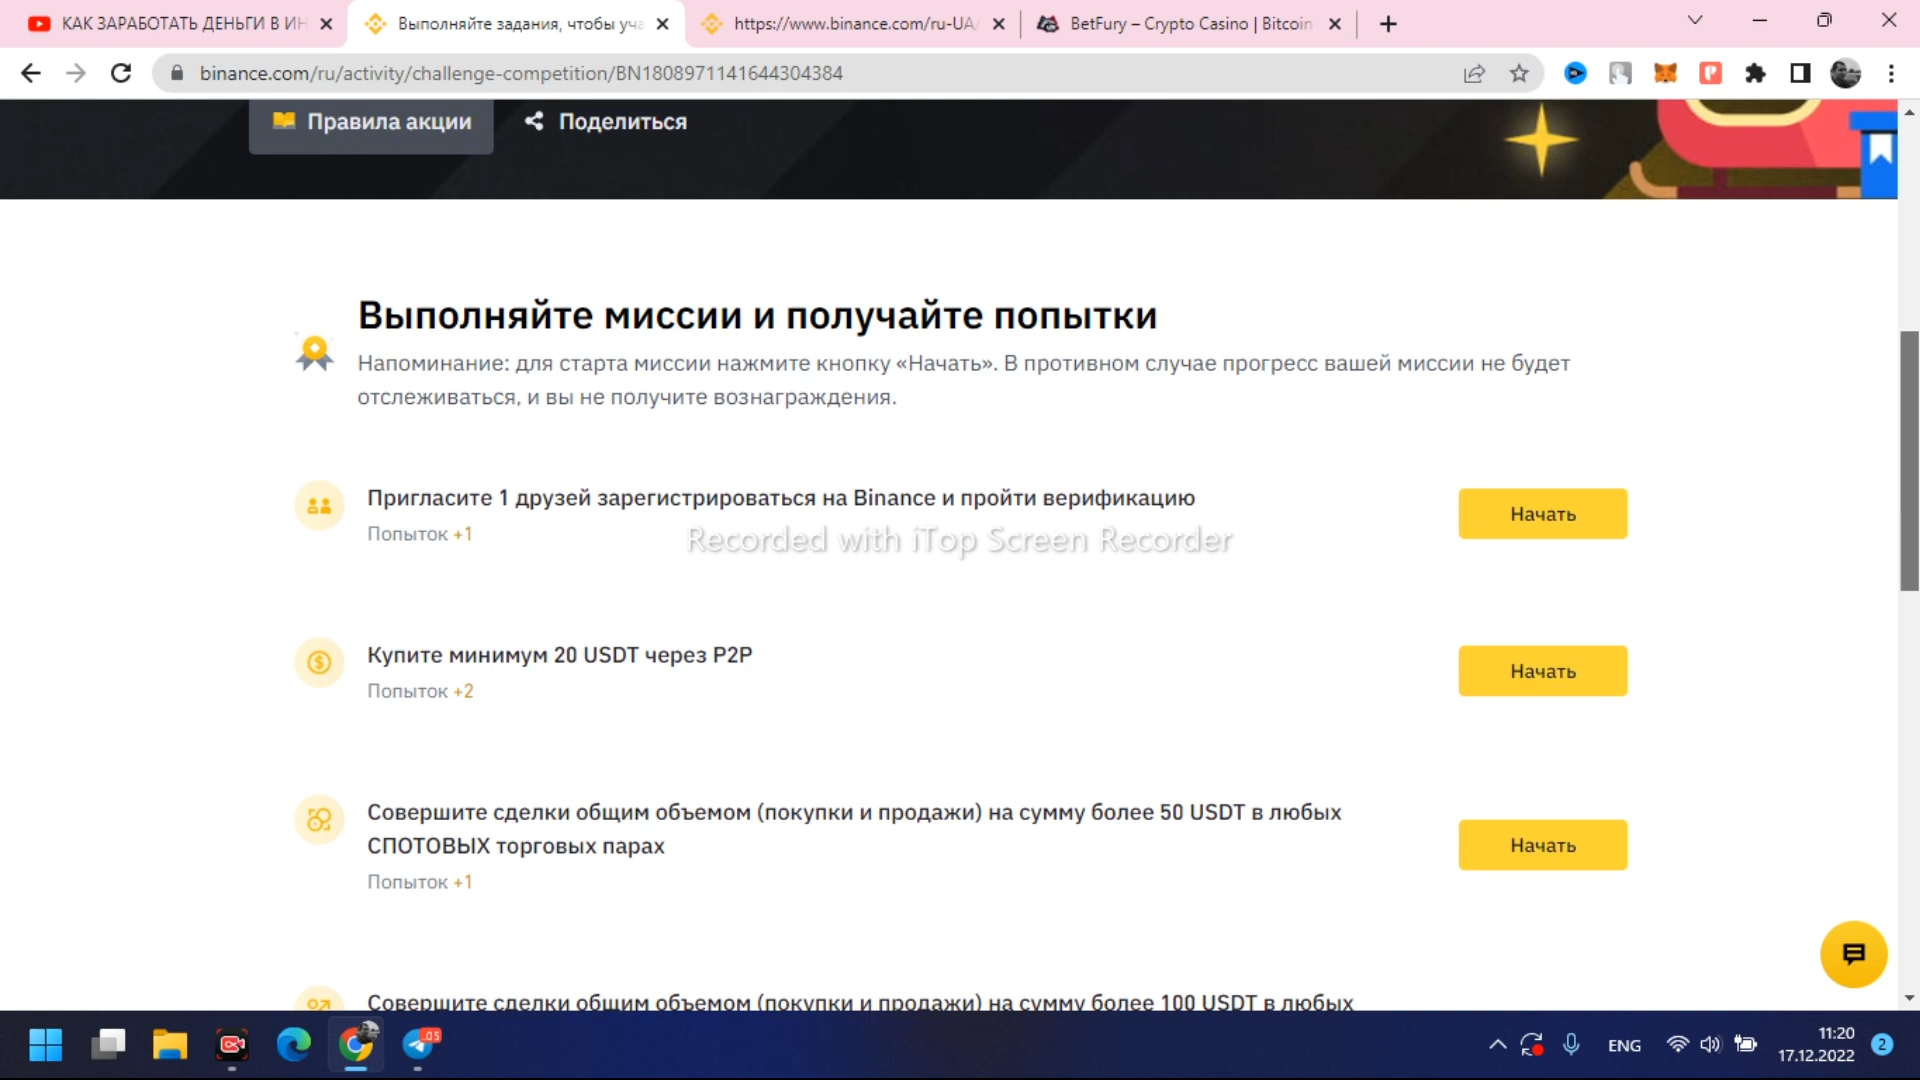 КАК ЗАРАБОТАТЬ ДЕНЬГИ В ИН
Выполняйте задания, чтобы уча
https://www.binance.com/ru-UA/
BetFury – Crypto Casino | Bitcoin
binance.com/ru/activity/challenge-competition/BN1808971141644304384
Правила акции
Поделиться
Выполняйте миссии и получайте попытки
Напоминание: для старта миссии нажмите кнопку «Начать». В противном случае прогресс вашей миссии не будет
отслеживаться, и вы не получите вознаграждения.
Пригласите 1 друзей зарегистрироваться на Binance и пройти верификацию
Попыток +1
Начать
Recorded with iTop Screen Recorder
Купите минимум 20 USDT через P2P
Попыток +2
Начать
Совершите сделки общим объемом (покупки и продажи) на сумму более 50 USDT в любых
СПОТОВЫХ торговых парах
Попыток +1
Начать
Совершите сделки общим объемом (покупки и продажи) на сумму более 100 USDT в любых
05
ENG
11:20
17.12.2022
2